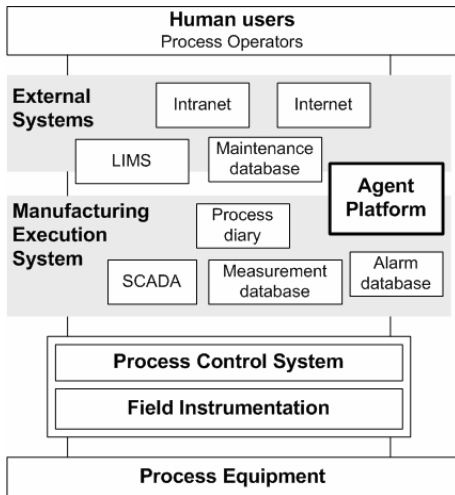 Human users
Process Operators
External
Systems
Intranet
Internet
LIMS
Maintenance
database
Agent
Platform
Manufacturing
Execution
System
Process
diary
SCADA
Measurement
database
Alarm
database
Process Control System
Field Instrumentation
Process Equipment